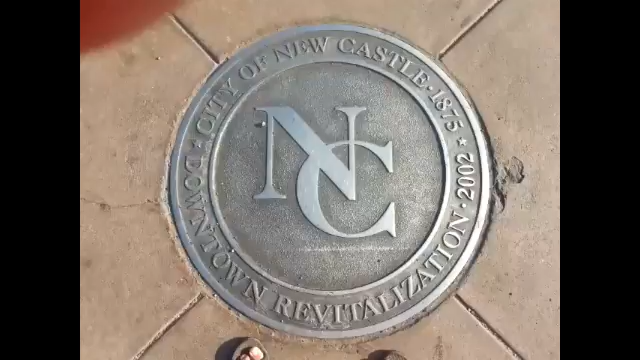 CITY OF NEW CASTLE · 1875
DOWNTOWN REVITALIZATION · 2002
NC